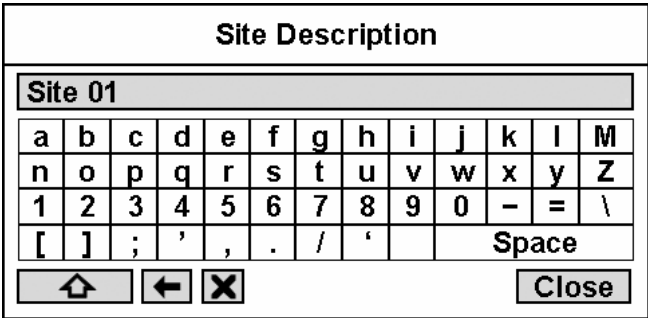 Site Description
Site 01
a b c d e f g h i j k l M
n o p q r s t u v w x y Z
1 2 3 4 5 6 7 8 9 0 – = \
[ ] ; ’ , . / ‘ Space
Close